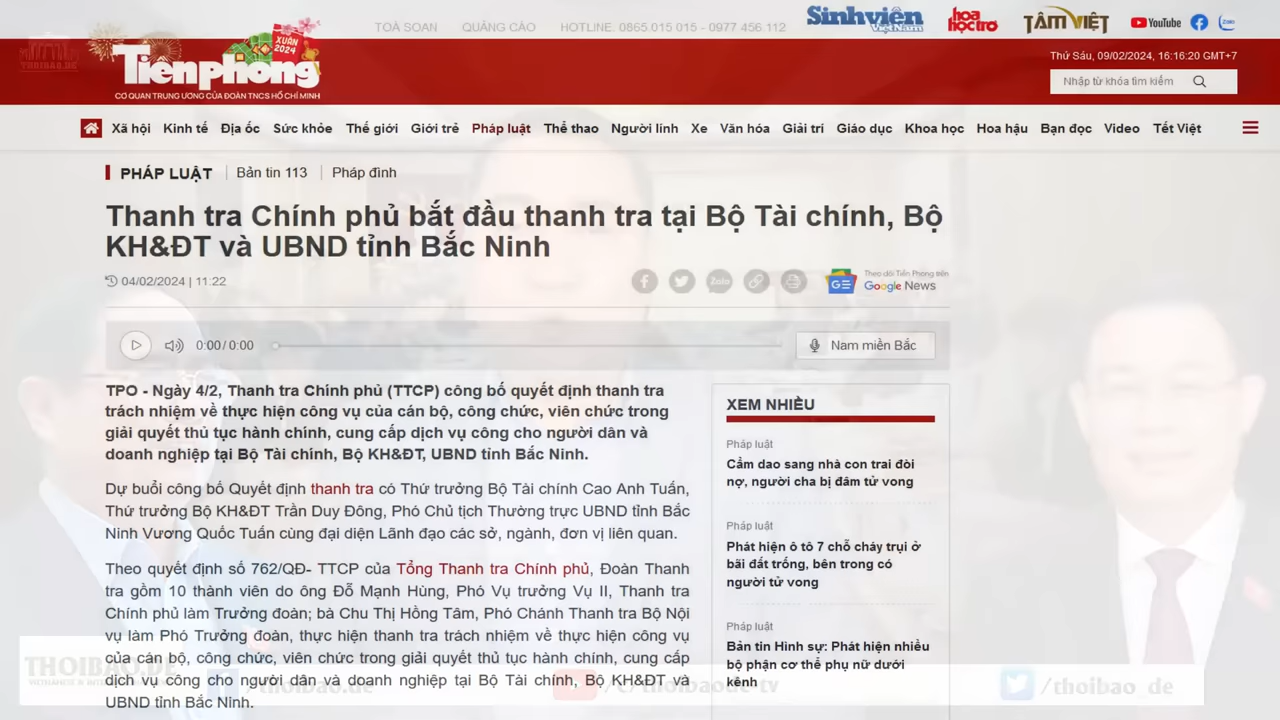 TOÀ SOẠN QUẢNG CÁO HOTLINE: 0865 015 015 - 0977 456 112
Sinhviên
VIỆT NAM
hoa
học trò
TÂM VIỆT
YouTube
Zalo
THOIBAO.DE
XUÂN
2024
Tiền phong
CƠ QUAN TRUNG ƯƠNG CỦA ĐOÀN TNCS HỒ CHÍ MINH
Thứ Sáu, 09/02/2024, 16:16:20 GMT+7
Nhập từ khóa tìm kiếm
Xã hội Kinh tế Địa ốc Sức khỏe Thế giới Giới trẻ Pháp luật Thể thao Người lính Xe Văn hóa Giải trí Giáo dục Khoa học Hoa hậu Bạn đọc Video Tết Việt
PHÁP LUẬT Bản tin 113 Pháp đình
Thanh tra Chính phủ bắt đầu thanh tra tại Bộ Tài chính, Bộ
KH&ĐT và UBND tỉnh Bắc Ninh
04/02/2024 | 11:22
Zalo
Theo dõi Tiền Phong trên
GE Google News
0:00 / 0:00
Nam miền Bắc
TPO - Ngày 4/2, Thanh tra Chính phủ (TTCP) công bố quyết định thanh tra
trách nhiệm về thực hiện công vụ của cán bộ, công chức, viên chức trong
giải quyết thủ tục hành chính, cung cấp dịch vụ công cho người dân và
doanh nghiệp tại Bộ Tài chính, Bộ KH&ĐT, UBND tỉnh Bắc Ninh.
Dự buổi công bố Quyết định thanh tra có Thứ trưởng Bộ Tài chính Cao Anh Tuấn,
Thứ trưởng Bộ KH&ĐT Trần Duy Đông, Phó Chủ tịch Thường trực UBND tỉnh Bắc
Ninh Vương Quốc Tuấn cùng đại diện Lãnh đạo các sở, ngành, đơn vị liên quan.
Theo quyết định số 762/QĐ- TTCP của Tổng Thanh tra Chính phủ, Đoàn Thanh
tra gồm 10 thành viên do ông Đỗ Mạnh Hùng, Phó Vụ trưởng Vụ II, Thanh tra
Chính phủ làm Trưởng đoàn; bà Chu Thị Hồng Tâm, Phó Chánh Thanh tra Bộ Nội
vụ làm Phó Trưởng đoàn, thực hiện thanh tra trách nhiệm về thực hiện công vụ
của cán bộ, công chức, viên chức trong giải quyết thủ tục hành chính, cung cấp
dịch vụ công cho người dân và doanh nghiệp tại Bộ Tài chính, Bộ KH&ĐT và
UBND tỉnh Bắc Ninh.
XEM NHIỀU
Pháp luật
Cầm dao sang nhà con trai đòi
nợ, người cha bị đâm tử vong
Pháp luật
Phát hiện ô tô 7 chỗ cháy trụi ở
bãi đất trống, bên trong có
người tử vong
Pháp luật
Bản tin Hình sự: Phát hiện nhiều
bộ phận cơ thể phụ nữ dưới
kênh
THOIBAO.DE
/thoibao.de
/c/thoibaode-tv
/thoibao_de